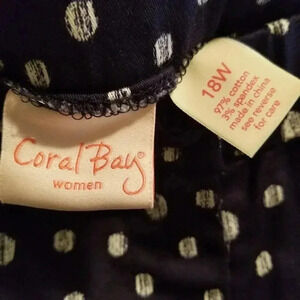 Coral Bay®
women
18W
97% cotton
3% spandex
made in china
see reverse
for care